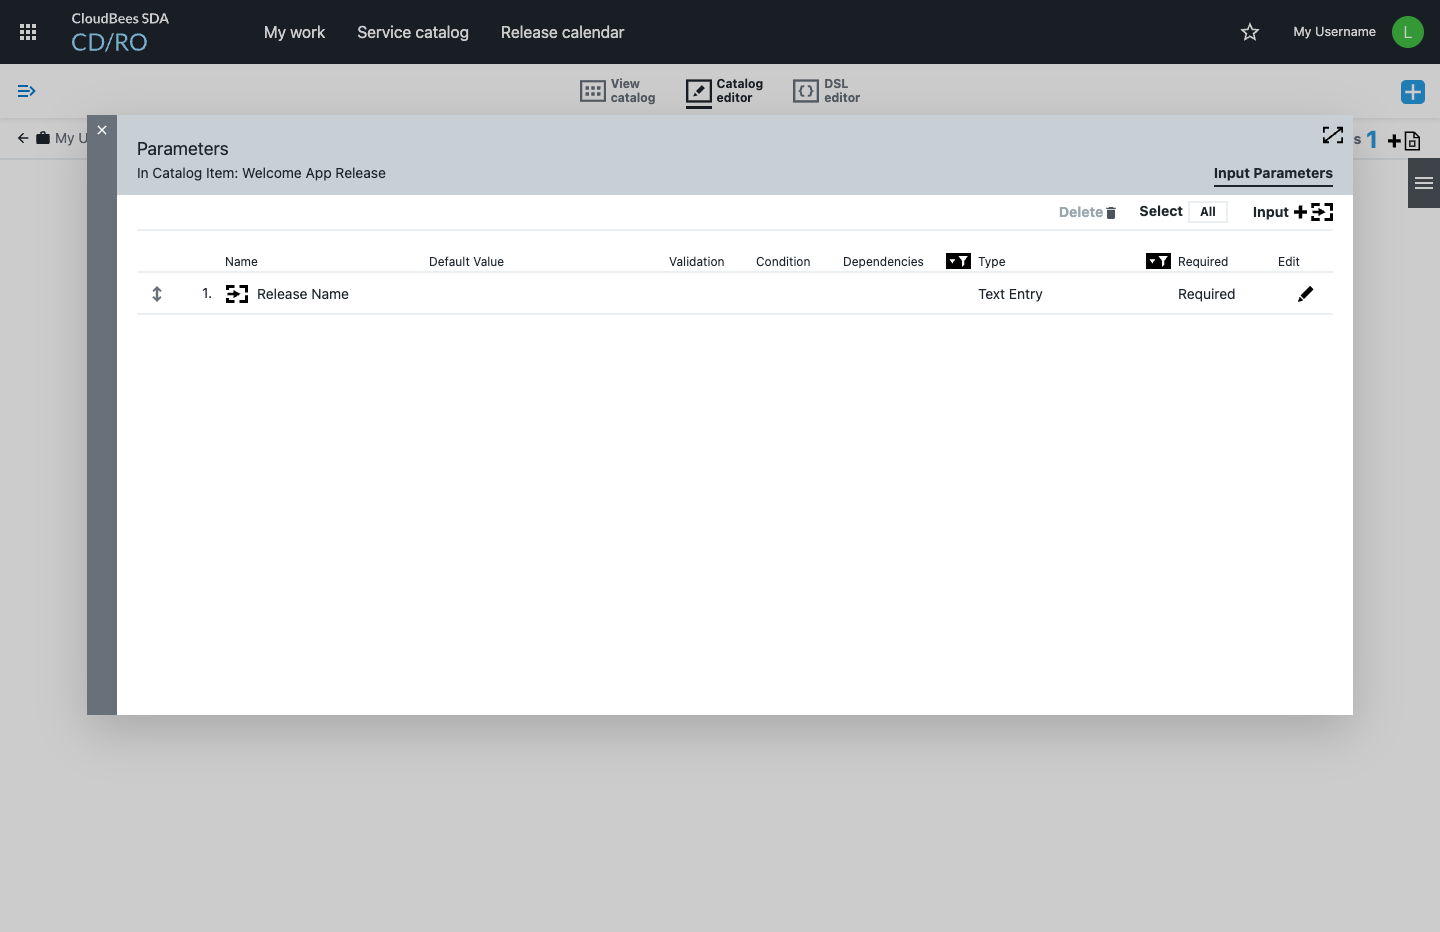 CloudBees SDA
CD/RO
My work
Service catalog
Release calendar
My Username
L
View
catalog
Catalog
editor
DSL
editor
My U
s 1
Parameters
In Catalog Item: Welcome App Release
Input Parameters
Delete
Select All
Input
Name Default Value Validation Condition Dependencies Type Required Edit
1. Release Name Text Entry Required